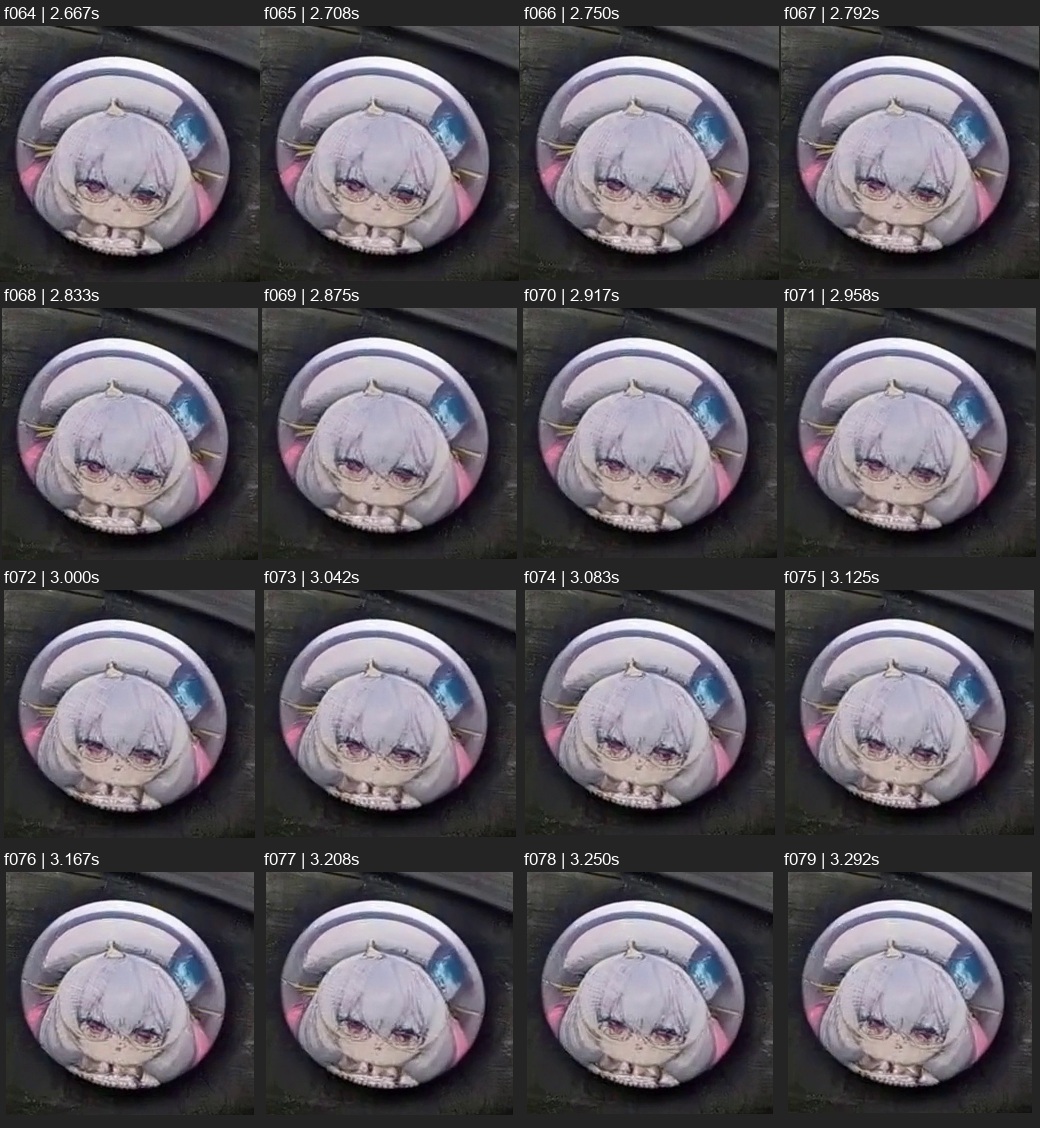 f064 | 2.667s
f065 | 2.708s
f066 | 2.750s
f067 | 2.792s
f068 | 2.833s
f069 | 2.875s
f070 | 2.917s
f071 | 2.958s
f072 | 3.000s
f073 | 3.042s
f074 | 3.083s
f075 | 3.125s
f076 | 3.167s
f077 | 3.208s
f078 | 3.250s
f079 | 3.292s